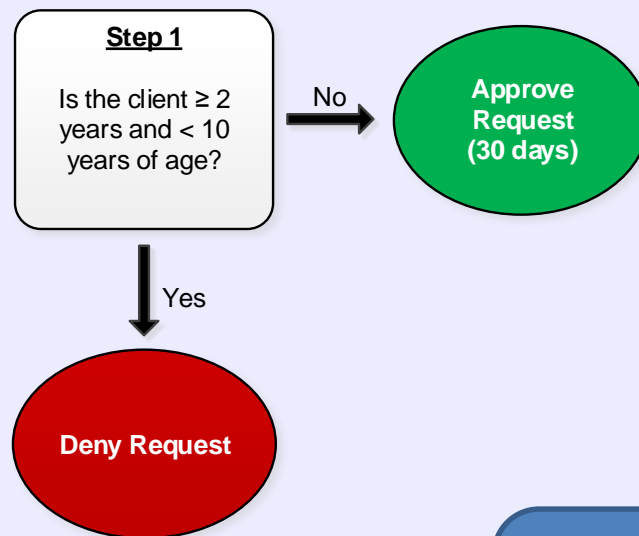 Step 1
Is the client ≥ 2
years and < 10
years of age?
No
Approve
Request
(30 days)
Yes
Deny Request